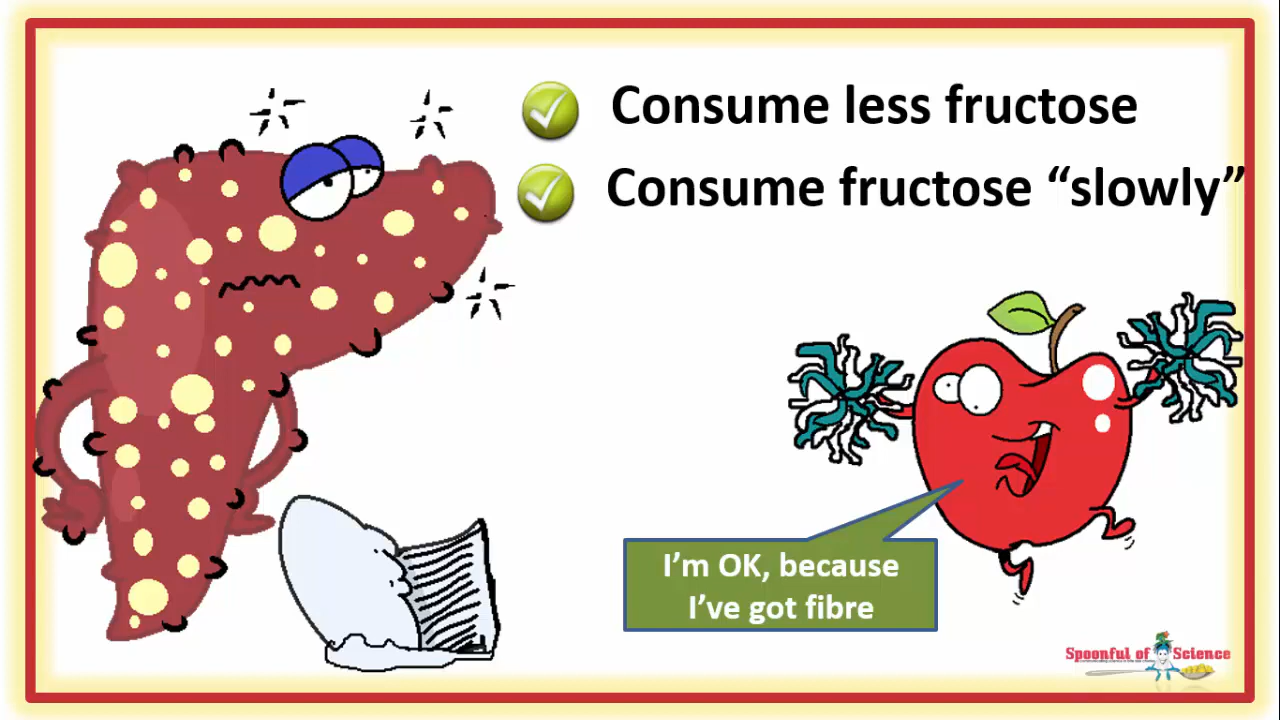 Consume less fructose
Consume fructose “slowly”
I’m OK, because
I’ve got fibre
Spoonful of Science